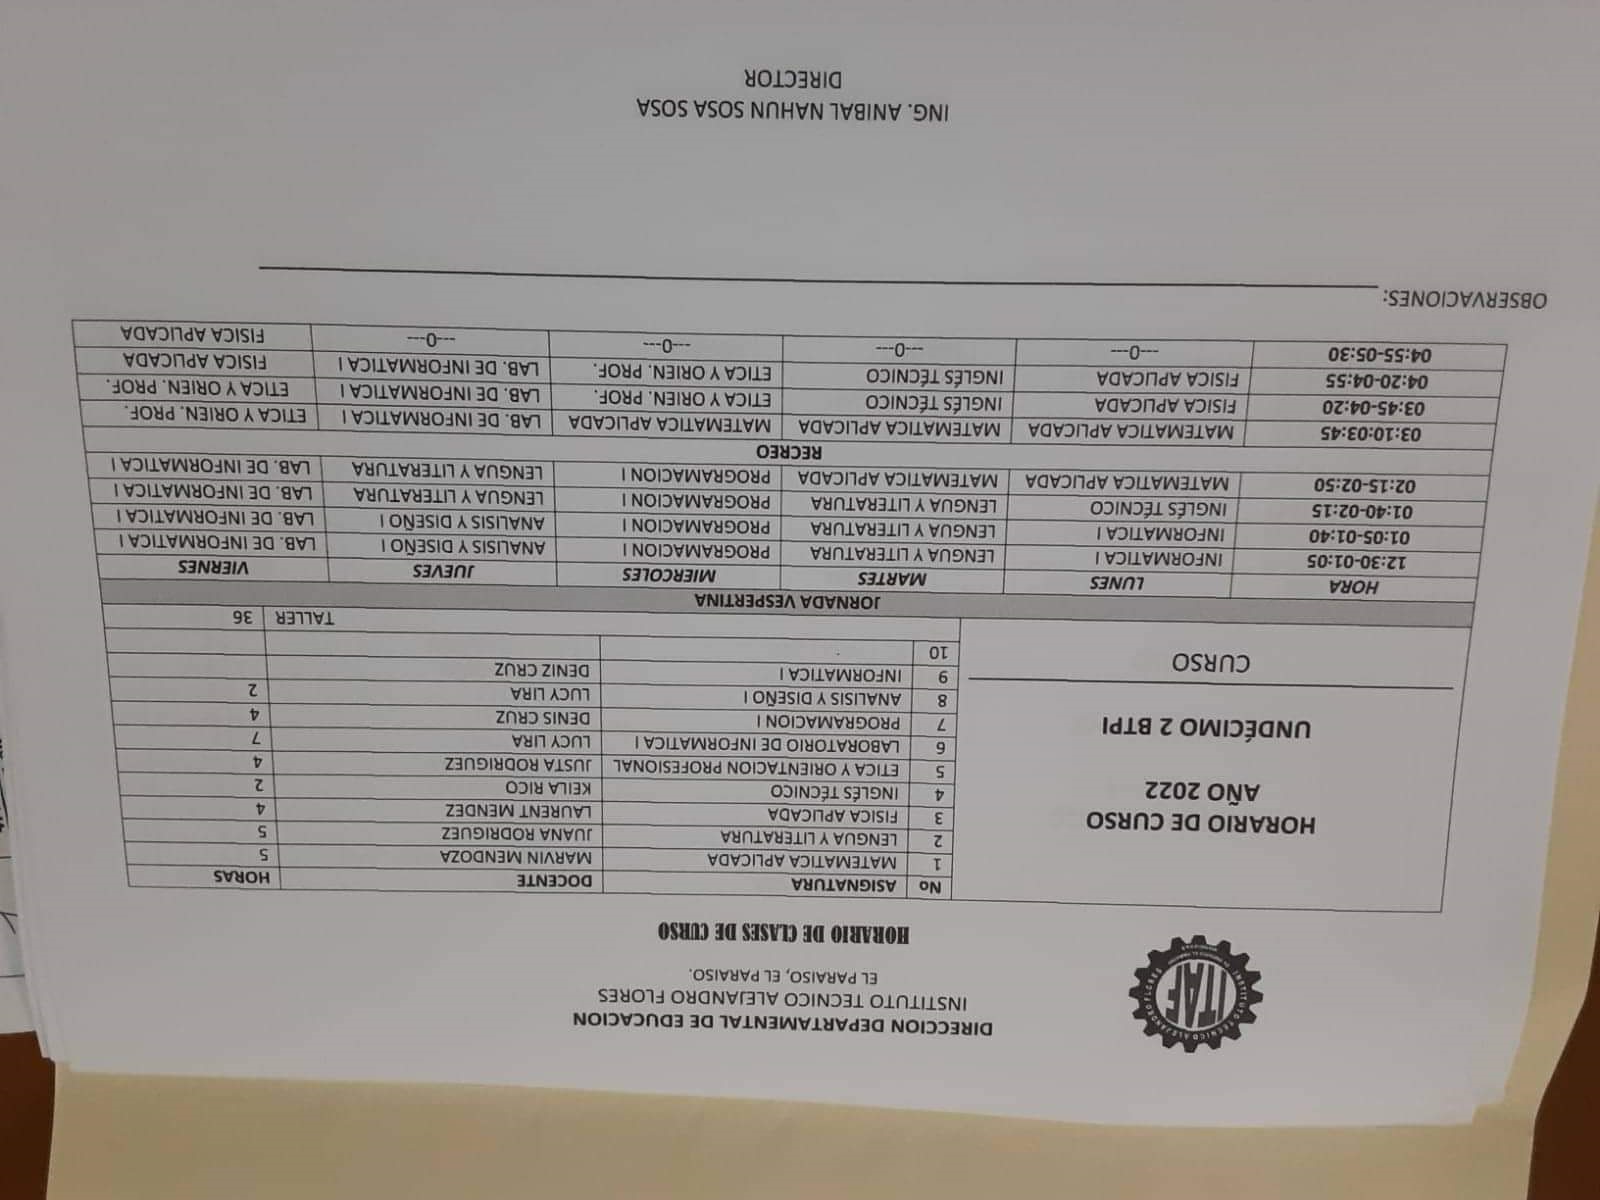 INSTITUTO TECNICO ALEJANDRO FLORES
ITAF
DIRECCION DEPARTAMENTAL DE EDUCACION
INSTITUTO TECNICO ALEJANDRO FLORES
EL PARAISO, EL PARAISO.
HORARIO DE CLASES DE CURSO
HORARIO DE CURSO
AÑO 2022
UNDÉCIMO 2 BTPI
CURSO
No ASIGNATURA DOCENTE HORAS
1 MATEMATICA APLICADA MARVIN MENDOZA 5
2 LENGUA Y LITERATURA JUANA RODRIGUEZ 5
3 FISICA APLICADA LAURENT MENDEZ 4
4 INGLÉS TÉCNICO KEILA RICO 2
5 ETICA Y ORIENTACION PROFESIONAL JUSTA RODRIGUEZ 4
6 LABORATORIO DE INFORMATICA I LUCY LIRA 7
7 PROGRAMACION I DENIS CRUZ 4
8 ANALISIS Y DISEÑO I LUCY LIRA 2
9 INFORMATICA I DENIZ CRUZ
10
TALLER 36
JORNADA VESPERTINA
HORA LUNES MARTES MIERCOLES JUEVES VIERNES
12:30-01:05 INFORMATICA I LENGUA Y LITERATURA PROGRAMACION I ANALISIS Y DISEÑO I LAB. DE INFORMATICA I
01:05-01:40 INFORMATICA I LENGUA Y LITERATURA PROGRAMACION I ANALISIS Y DISEÑO I LAB. DE INFORMATICA I
01:40-02:15 INGLÉS TÉCNICO LENGUA Y LITERATURA PROGRAMACION I LENGUA Y LITERATURA LAB. DE INFORMATICA I
02:15-02:50 MATEMATICA APLICADA MATEMATICA APLICADA PROGRAMACION I LENGUA Y LITERATURA LAB. DE INFORMATICA I
RECREO
03:10:03:45 MATEMATICA APLICADA MATEMATICA APLICADA MATEMATICA APLICADA LAB. DE INFORMATICA I ETICA Y ORIEN. PROF.
03:45-04:20 FISICA APLICADA INGLÉS TÉCNICO ETICA Y ORIEN. PROF. LAB. DE INFORMATICA I ETICA Y ORIEN. PROF.
04:20-04:55 FISICA APLICADA INGLÉS TÉCNICO ETICA Y ORIEN. PROF. LAB. DE INFORMATICA I FISICA APLICADA
04:55-05:30 ---0--- ---0--- ---0--- ---0--- FISICA APLICADA
OBSERVACIONES:
ING. ANIBAL NAHUN SOSA SOSA
DIRECTOR